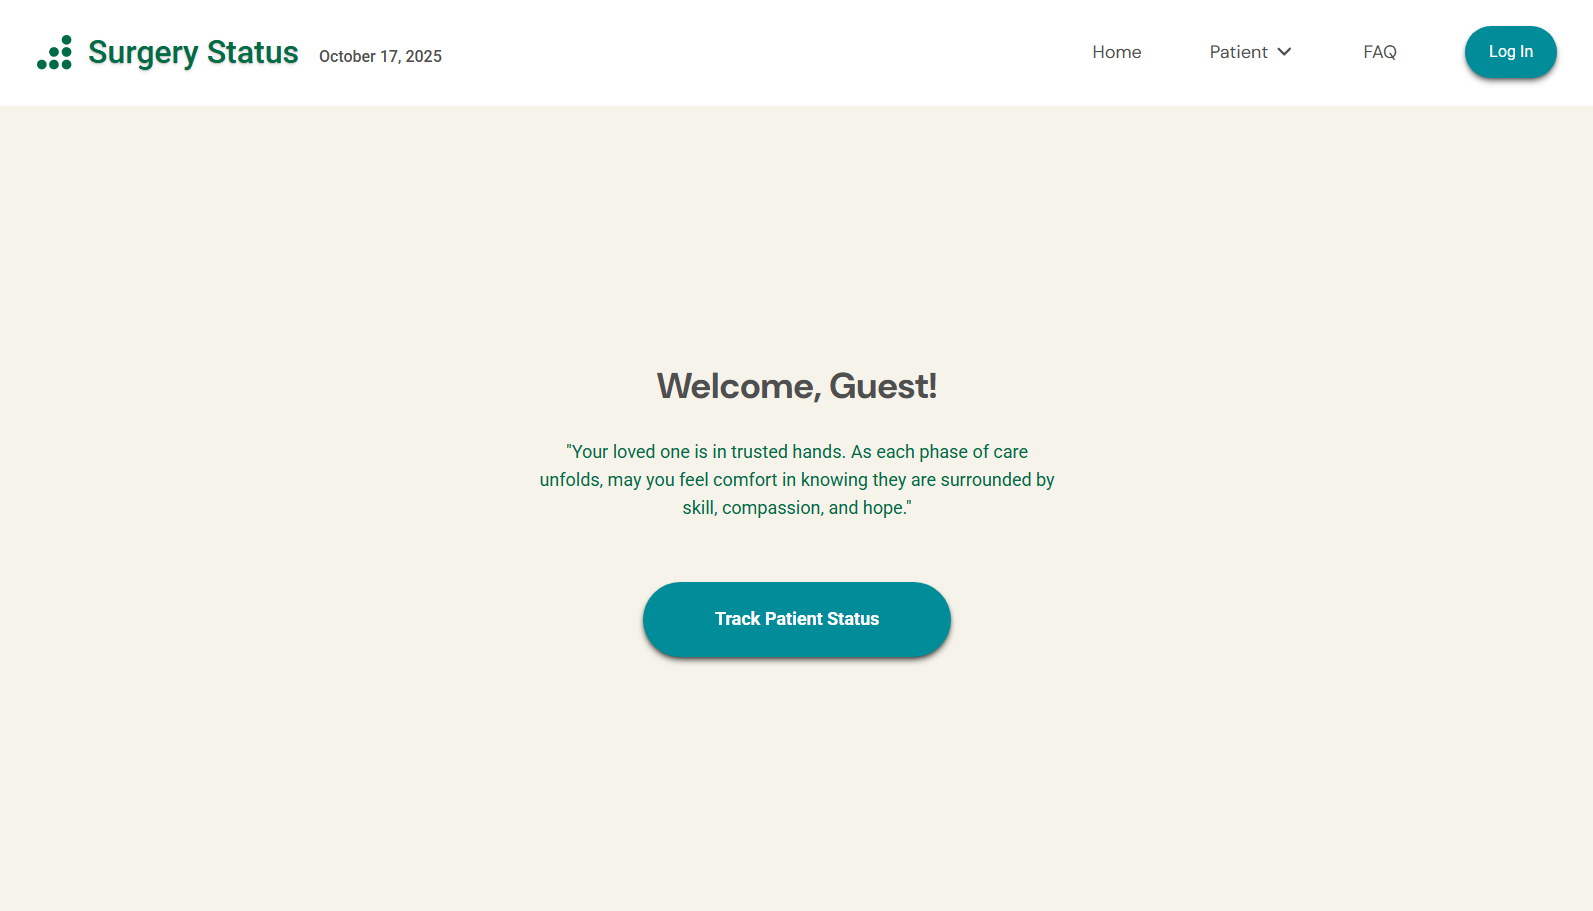 Surgery Status
October 17, 2025
Home
Patient
FAQ
Log In
Welcome, Guest!
"Your loved one is in trusted hands. As each phase of care
unfolds, may you feel comfort in knowing they are surrounded by
skill, compassion, and hope."
Track Patient Status